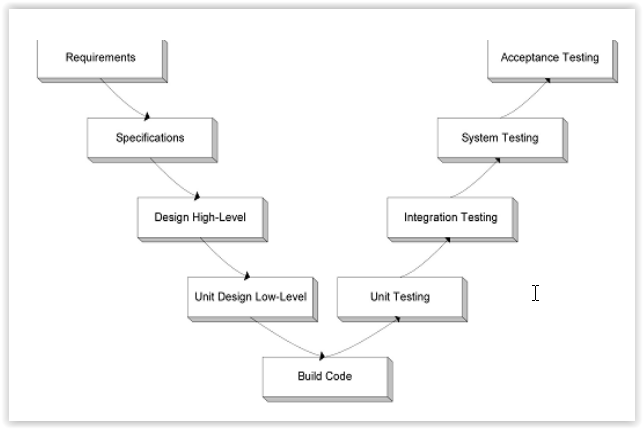 Requirements
Acceptance Testing
Specifications
System Testing
Design High-Level
Integration Testing
Unit Design Low-Level
Unit Testing
Build Code